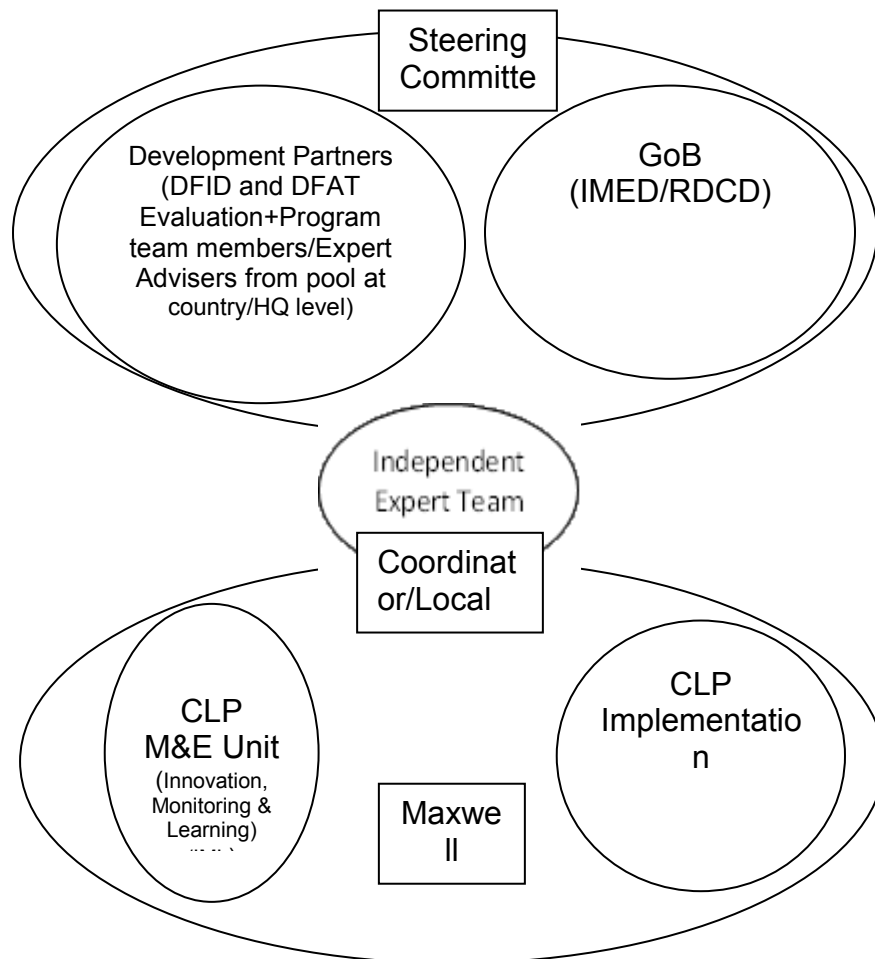 Steering
Committe
Development Partners
(DFID and DFAT
Evaluation+Program
team members/Expert
Advisers from pool at
country/HQ level)
GoB
(IMED/RDCD)
Independent
Expert Team
Coordinat
or/Local
CLP
M&E Unit
(Innovation,
Monitoring &
Learning)
CLP
Implementatio
n
Maxwe
ll